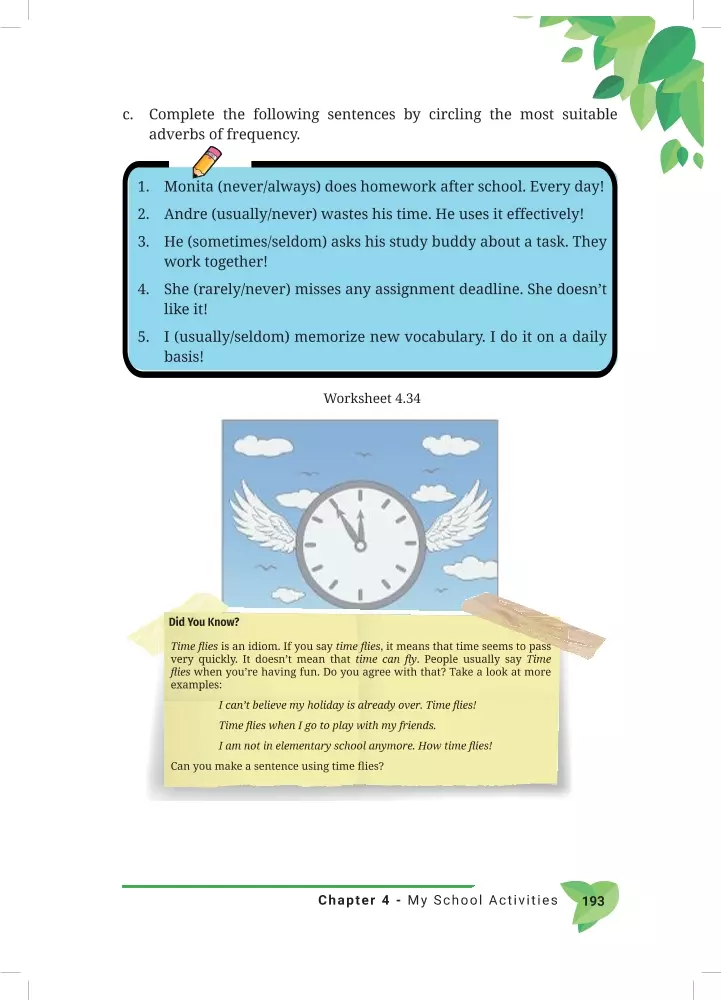 c. Complete the following sentences by circling the most suitable
adverbs of frequency.
1. Monita (never/always) does homework after school. Every day!
2. Andre (usually/never) wastes his time. He uses it effectively!
3. He (sometimes/seldom) asks his study buddy about a task. They
work together!
4. She (rarely/never) misses any assignment deadline. She doesn’t
like it!
5. I (usually/seldom) memorize new vocabulary. I do it on a daily
basis!
Worksheet 4.34
Did You Know?
Time flies is an idiom. If you say time flies, it means that time seems to pass
very quickly. It doesn’t mean that time can fly. People usually say Time
flies when you’re having fun. Do you agree with that? Take a look at more
examples:
I can’t believe my holiday is already over. Time flies!
Time flies when I go to play with my friends.
I am not in elementary school anymore. How time flies!
Can you make a sentence using time flies?
Chapter 4 - My School Activities 193